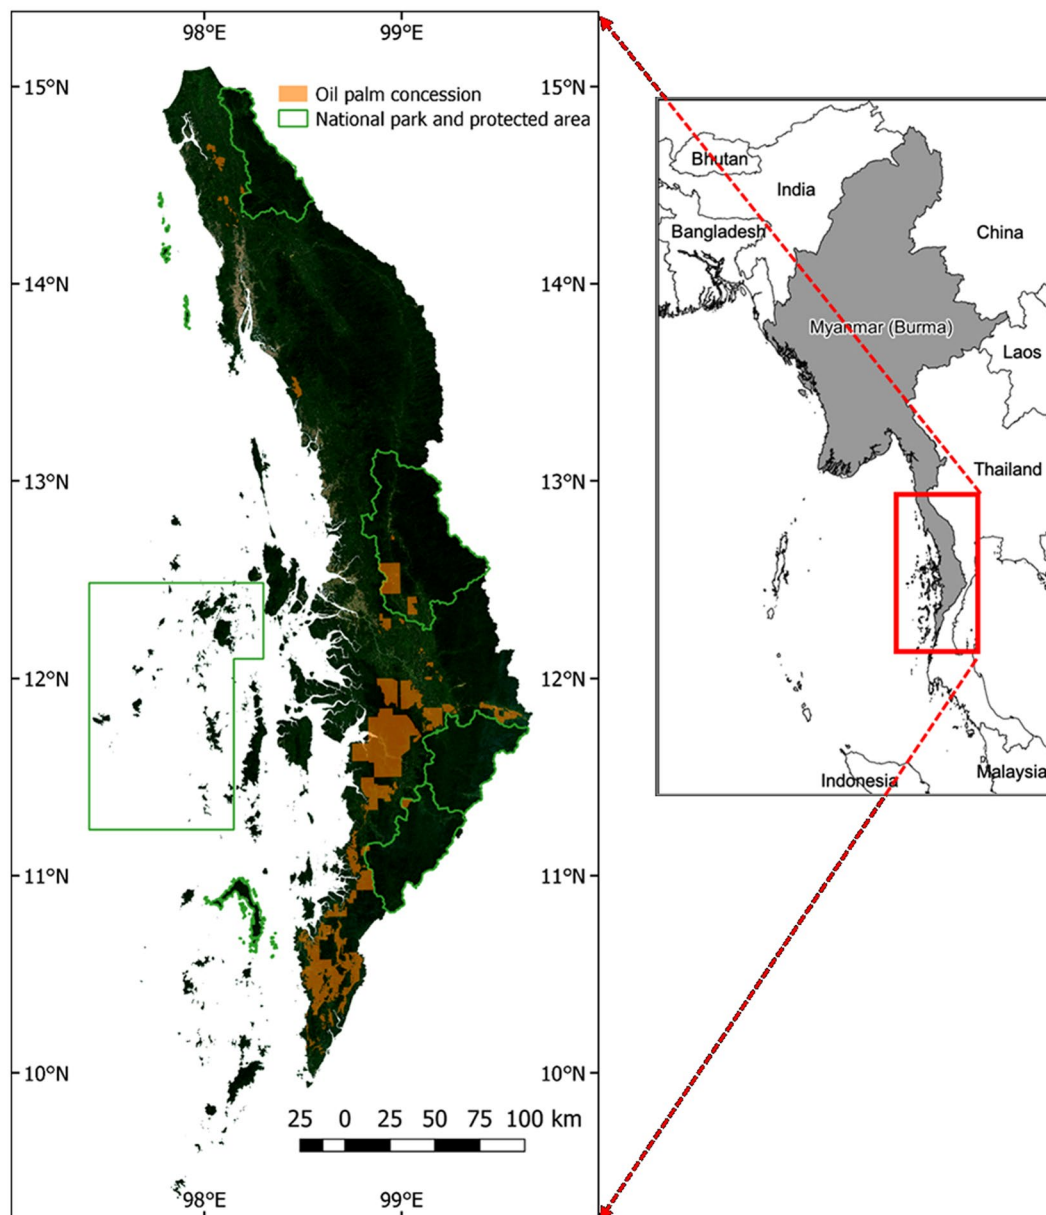 98°E 99°E
15°N 15°N
Oil palm concession
National park and protected area
14°N 14°N
13°N 13°N
12°N 12°N
11°N 11°N
10°N 10°N
25 0 25 50 75 100 km
98°E 99°E
Bhutan
India
Bangladesh
China
Myanmar (Burma)
Laos
Thailand
Indonesia
Malaysia